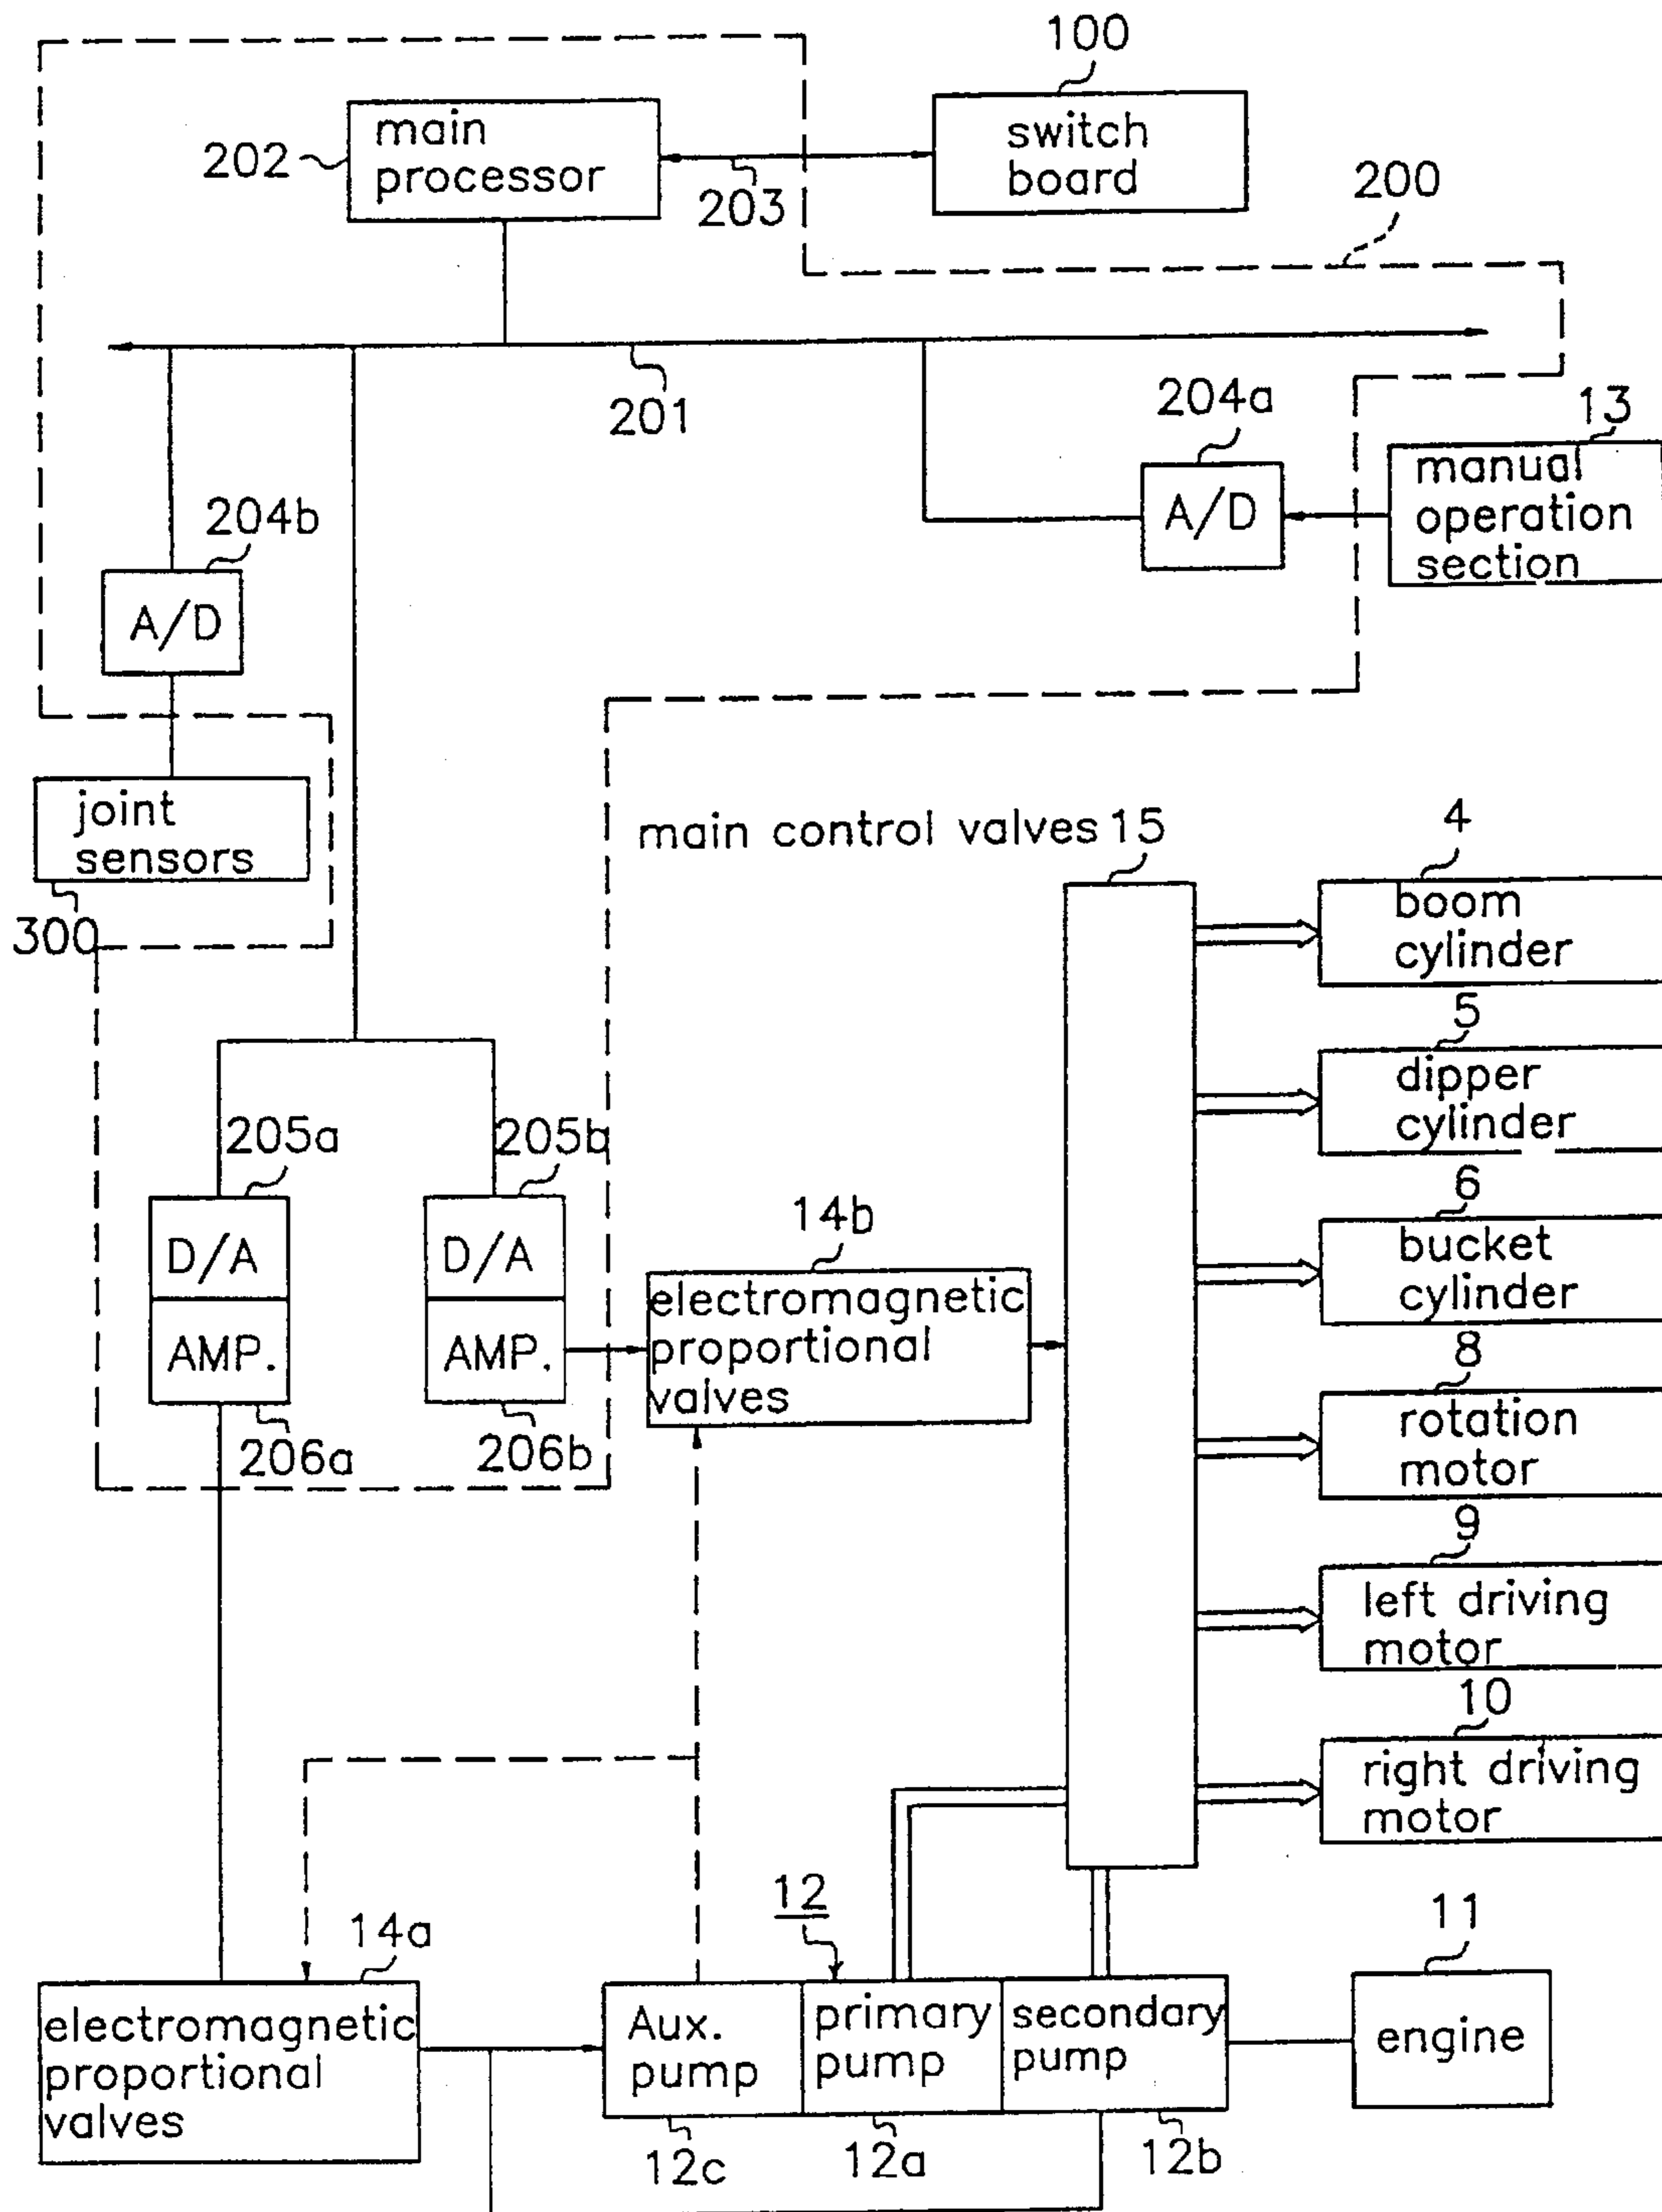 100
main
processor
switch
board
202
203
200
201
204a
13
manual
operation
section
A/D
204b
A/D
joint
sensors
300
main control valves 15
4
boom
cylinder
5
dipper
cylinder
205a
205b
6
bucket
cylinder
D/A
D/A
14b
electromagnetic
proportional
valves
AMP.
AMP.
206a
206b
8
rotation
motor
9
left driving
motor
10
right driving
motor
12
11
14a
electromagnetic
proportional
valves
Aux.
pump
primary
pump
secondary
pump
engine
12c
12a
12b